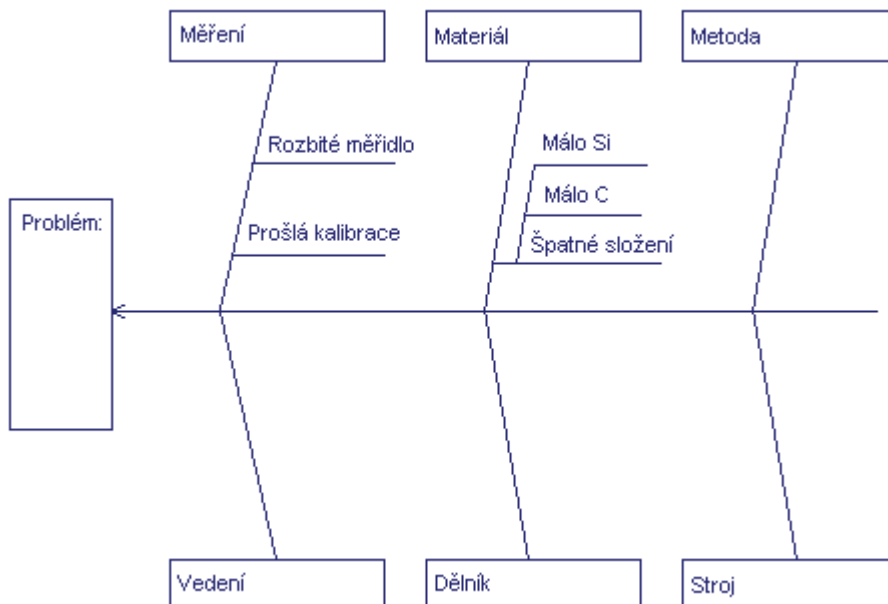 Měření
Materiál
Metoda
Rozbité měřidlo
Málo Si
Málo C
Problém:
Prošlá kalibrace
Špatné složení
Vedení
Dělník
Stroj